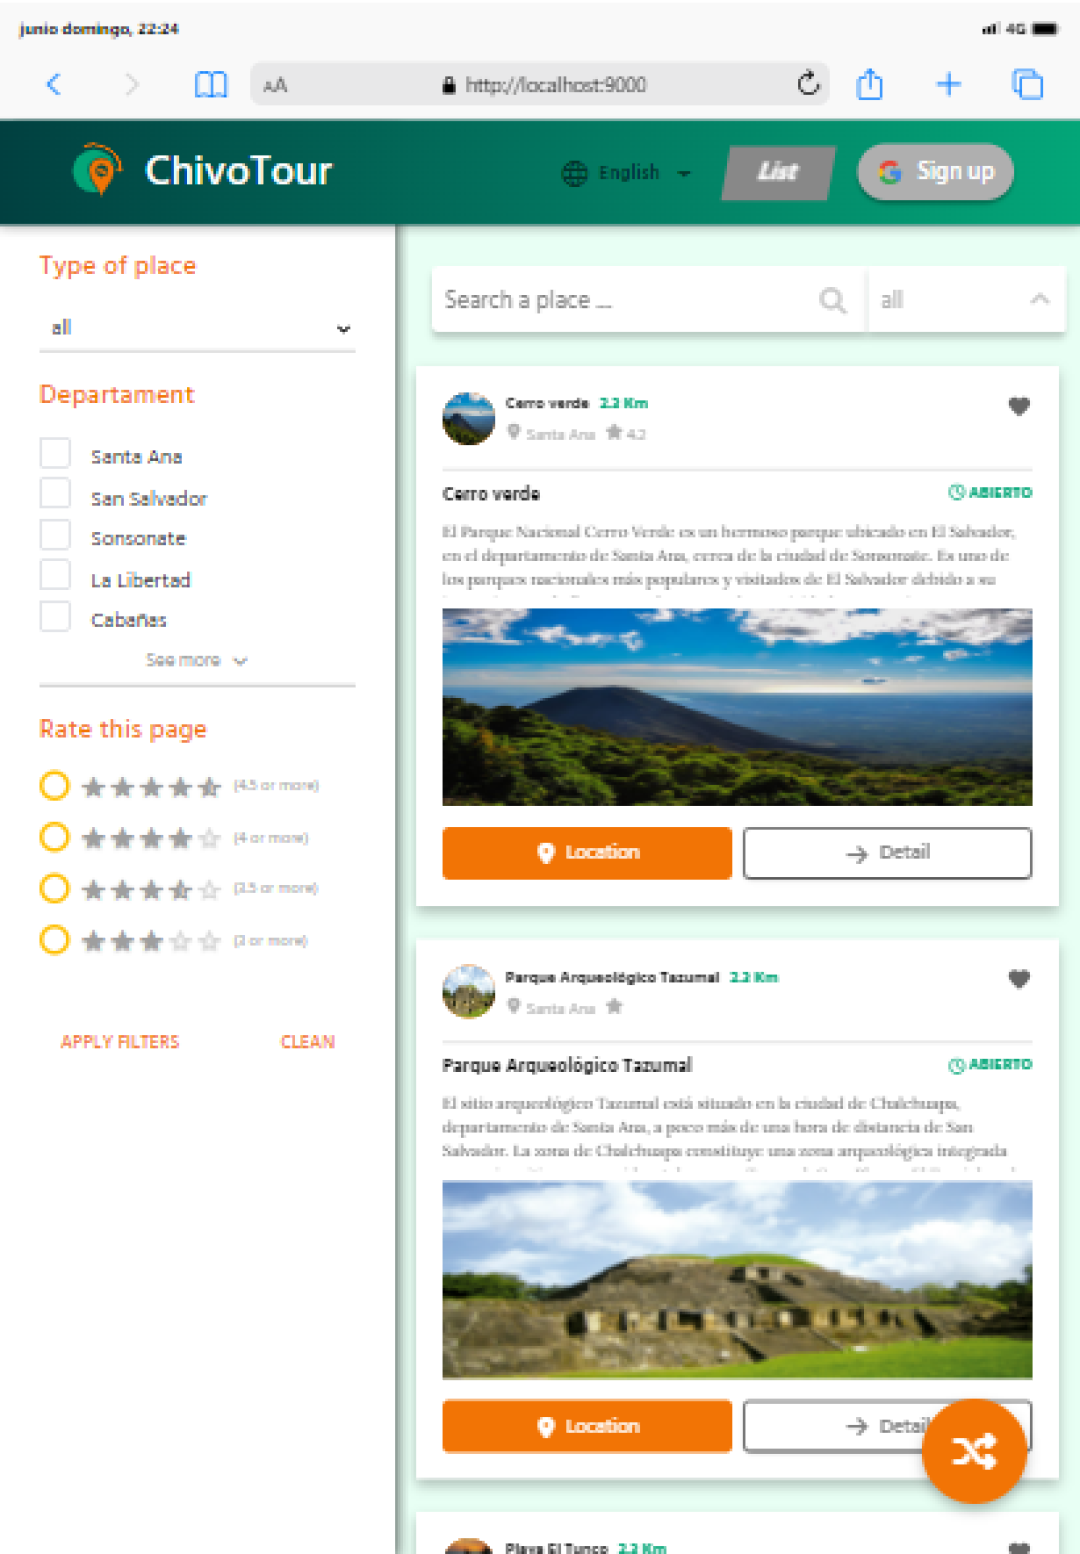 junio domingo, 22:24
4G
AA
http://localhost:9000
ChivoTour
English
List
Sign up
Type of place
all
Departament
Santa Ana
San Salvador
Sonsonate
La Libertad
Cabañas
See more
Rate this page
(4.5 or more)
(4 or more)
(3.5 or more)
(3 or more)
APPLY FILTERS
CLEAN
Search a place ...
all
Cerro verde 2.2 Km
Santa Ana 4.2
Cerro verde
ABIERTO
El Parque Nacional Cerro Verde es un hermoso parque ubicado en El Salvador,
en el departamento de Santa Ana, cerca de la ciudad de Sonsonate. Es uno de
los parques nacionales más populares y visitados de El Salvador debido a su
Location
Detail
Parque Arqueológico Tazumal 2.2 Km
Santa Ana
Parque Arqueológico Tazumal
ABIERTO
El sitio arqueológico Tazumal está situado en la ciudad de Chalchuapa,
departamento de Santa Ana, a poco más de una hora de distancia de San
Salvador. La zona de Chalchuapa constituye una zona arqueológica integrada
Location
Detail
Playa El Tunco 2.2 Km